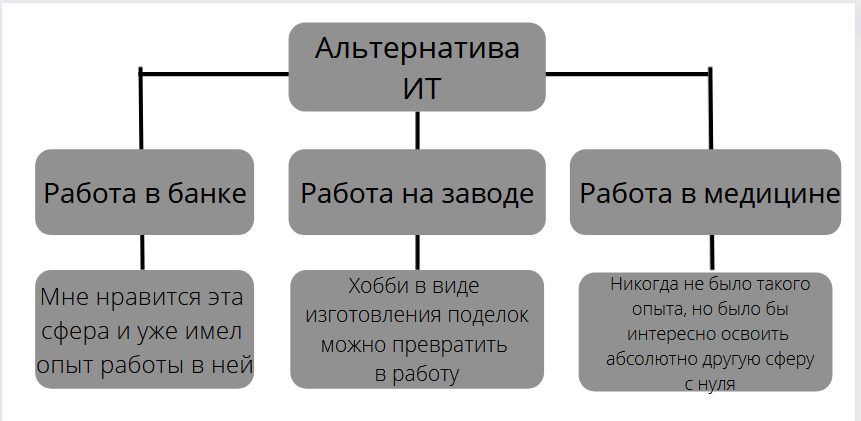 Альтернатива
ИТ
Работа в банке
Работа на заводе
Работа в медицине
Мне нравится эта
сфера и уже имел
опыт работы в ней
Хобби в виде
изготовления поделок
можно превратить
в работу
Никогда не было такого
опыта, но было бы
интересно освоить
абсолютно другую сферу
с нуля